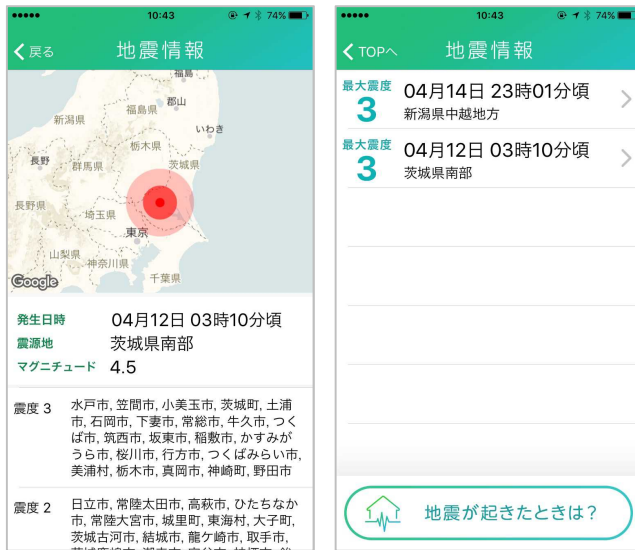 10:43
74%
戻る
地震情報
福島
郡山
福島県
新潟県
いわき
栃木県
長野
群馬県
茨城県
長野県
埼玉県
東京
山梨県
神奈川県
千葉県
Google
発生日時 04月12日 03時10分頃
震源地 茨城県南部
マグニチュード 4.5
震度 3 水戸市, 笠間市, 小美玉市, 茨城町, 土浦
市, 石岡市, 下妻市, 常総市, 牛久市, つく
ば市, 筑西市, 坂東市, 稲敷市, かすみが
うら市, 桜川市, 行方市, つくばみらい市,
美浦村, 栃木市, 真岡市, 神崎町, 野田市
震度 2 日立市, 常陸太田市, 高萩市, ひたちなか
市, 常陸大宮市, 城里町, 東海村, 大子町,
茨城古河市, 結城市, 龍ケ崎市, 取手市,
10:43
74%
TOPへ
地震情報
最大震度
3
04月14日 23時01分頃
新潟県中越地方
最大震度
3
04月12日 03時10分頃
茨城県南部
地震が起きたときは？